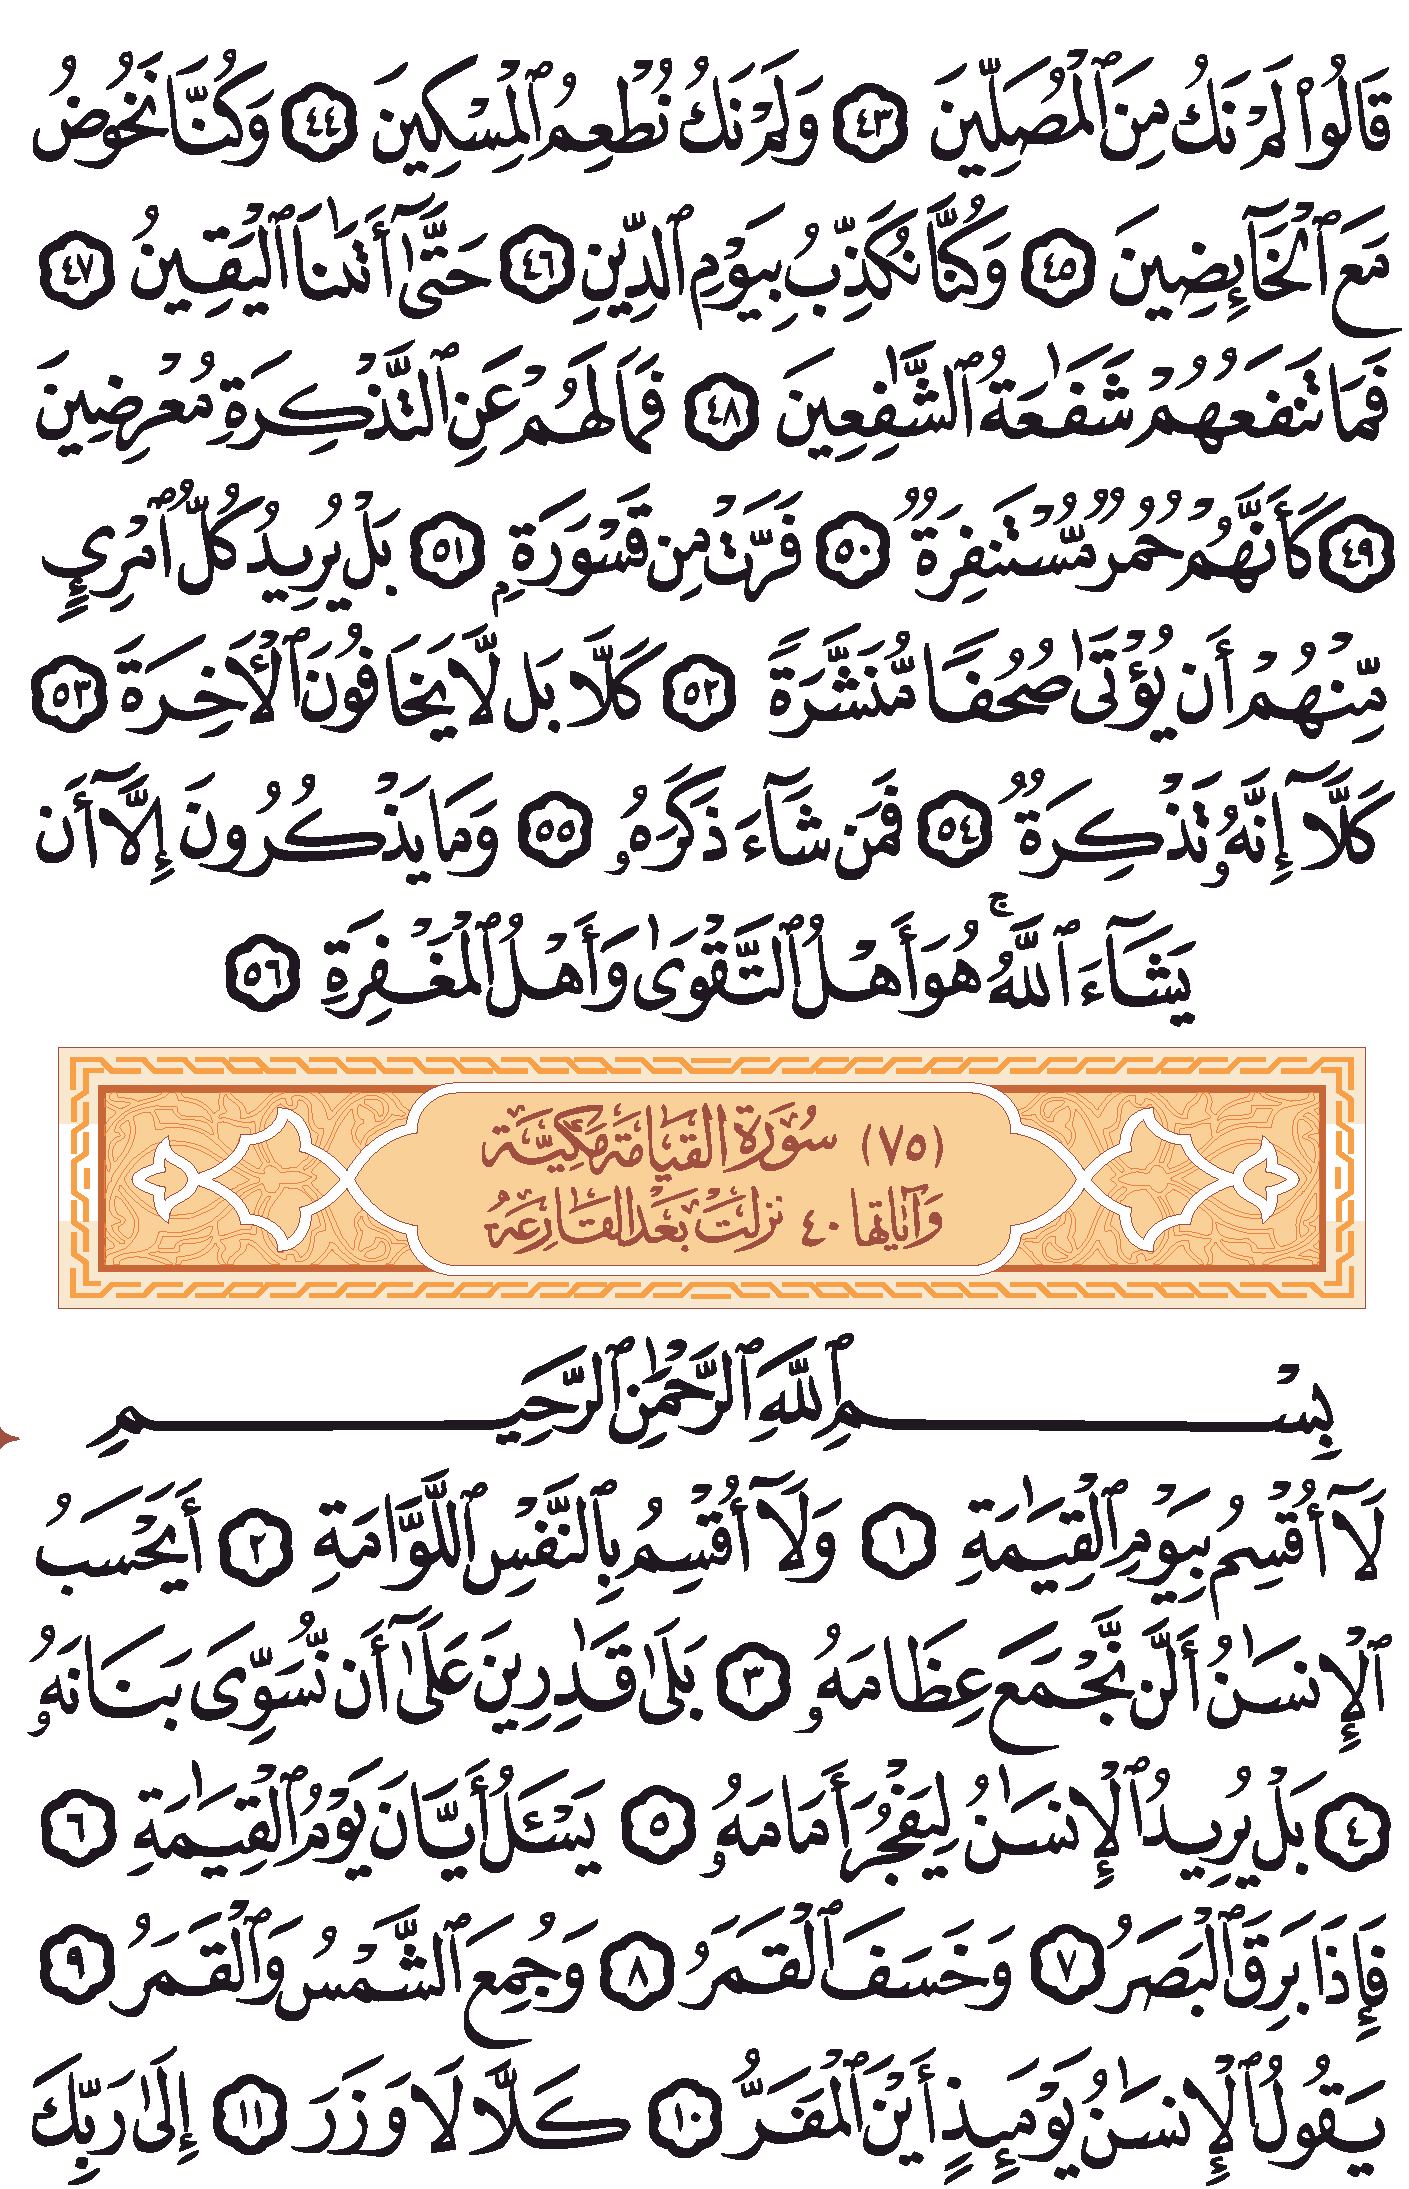 قَالُوا۟ لَمْ نَكُ مِنَ ٱلْمُصَلِّينَ ٤٣ وَلَمْ نَكُ نُطْعِمُ ٱلْمِسْكِينَ ٤٤ وَكُنَّا نَخُوضُ
مَعَ ٱلْخَآئِضِينَ ٤٥ وَكُنَّا نُكَذِّبُ بِيَوْمِ ٱلدِّينِ ٤٦ حَتَّىٰٓ أَتَىٰنَا ٱلْيَقِينُ ٤٧
فَمَا تَنفَعُهُمْ شَفَٰعَةُ ٱلشَّٰفِعِينَ ٤٨ فَمَا لَهُمْ عَنِ ٱلتَّذْكِرَةِ مُعْرِضِينَ
٤٩ كَأَنَّهُمْ حُمُرٌ مُّسْتَنفِرَةٌ ٥٠ فَرَّتْ مِن قَسْوَرَةٍۭ ٥١ بَلْ يُرِيدُ كُلُّ ٱمْرِئٍ
مِّنْهُمْ أَن يُؤْتَىٰ صُحُفًا مُّنَشَّرَةً ٥٢ كَلَّا بَل لَّا يَخَافُونَ ٱلْأَخِرَةَ ٥٣
كَلَّآ إِنَّهُۥ تَذْكِرَةٌ ٥٤ فَمَن شَآءَ ذَكَرَهُۥ ٥٥ وَمَا يَذْكُرُونَ إِلَّآ أَن
يَشَآءَ ٱللَّهُ ۚ هُوَ أَهْلُ ٱلتَّقْوَىٰ وَأَهْلُ ٱلْمَغْفِرَةِ ٥٦
(٧٥) سُورَة القِيَامَة مَكِّيَّة
وَآيَاتهَا ٤٠ نزلَتْ بَعْدَ القَارِعَةِ
بِسْمِ ٱللَّهِ ٱلرَّحْمَٰنِ ٱلرَّحِيمِ
لَآ أُقْسِمُ بِيَوْمِ ٱلْقِيَٰمَةِ ١ وَلَآ أُقْسِمُ بِٱلنَّفْسِ ٱللَّوَّامَةِ ٢ أَيَحْسَبُ
ٱلْإِنسَٰنُ أَلَّن نَّجْمَعَ عِظَامَهُۥ ٣ بَلَىٰ قَٰدِرِينَ عَلَىٰٓ أَن نُّسَوِّىَ بَنَانَهُۥ
٤ بَلْ يُرِيدُ ٱلْإِنسَٰنُ لِيَفْجُرَ أَمَامَهُۥ ٥ يَسْـَٔلُ أَيَّانَ يَوْمُ ٱلْقِيَٰمَةِ ٦
فَإِذَا بَرِقَ ٱلْبَصَرُ ٧ وَخَسَفَ ٱلْقَمَرُ ٨ وَجُمِعَ ٱلشَّمْسُ وَٱلْقَمَرُ ٩
يَقُولُ ٱلْإِنسَٰنُ يَوْمَئِذٍ أَيْنَ ٱلْمَفَرُّ ١٠ كَلَّا لَا وَزَرَ ١١ إِلَىٰ رَبِّكَ